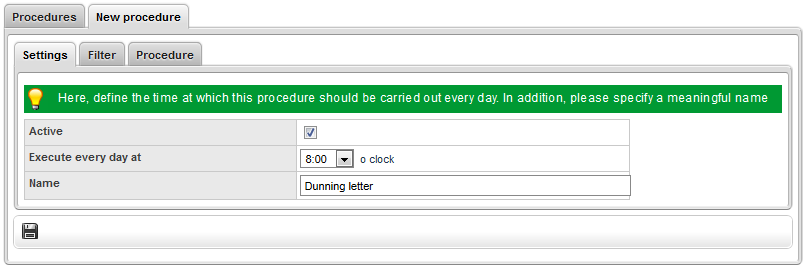 Procedures New procedure
Settings Filter Procedure
Here, define the time at which this procedure should be carried out every day. In addition, please specify a meaningful name
Active
Execute every day at 8:00 o clock
Name Dunning letter